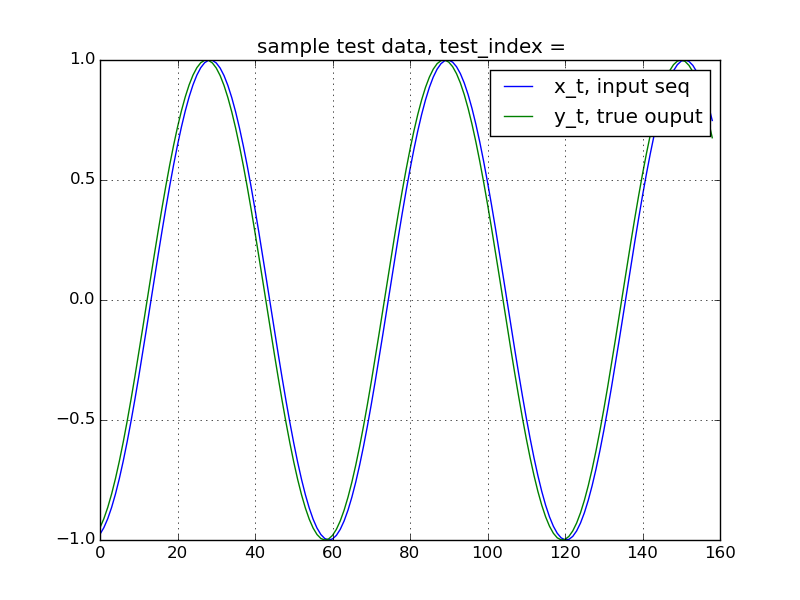 sample test data, test_index =
x_t, input seq
y_t, true ouput
1.0
0.5
0.0
−0.5
−1.0
0 20 40 60 80 100 120 140 160